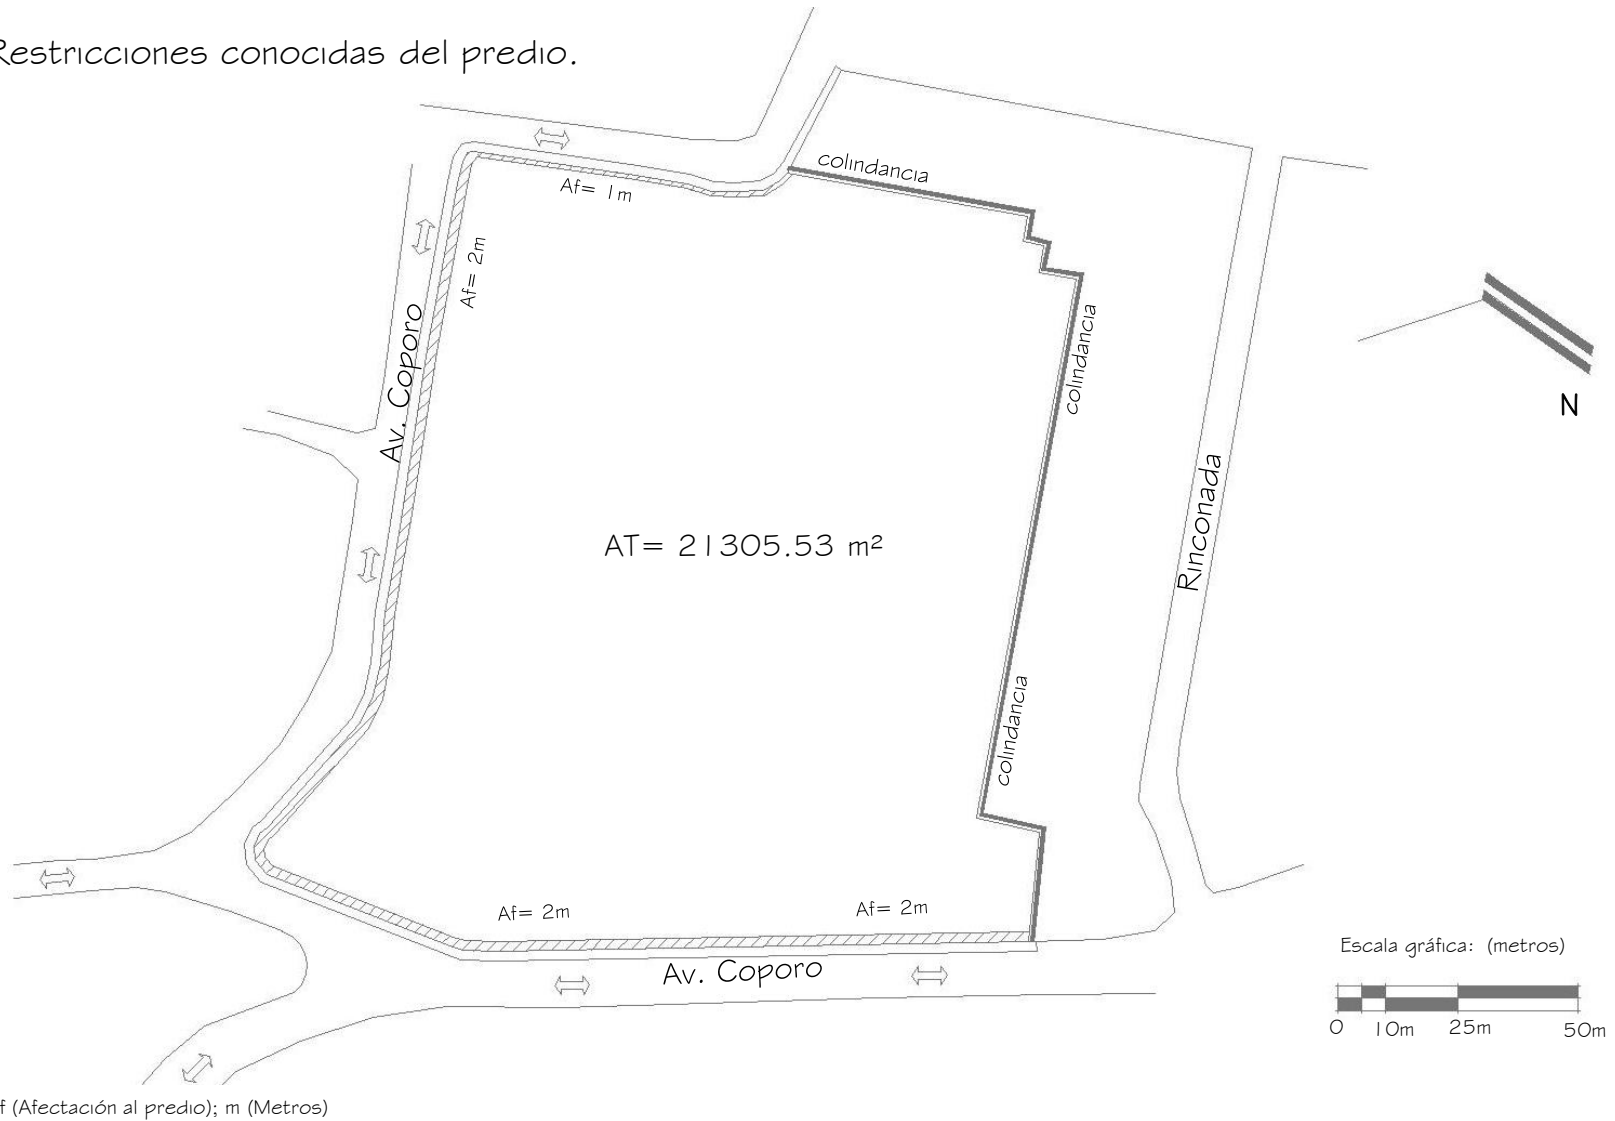 Restricciones conocidas del predio.
colindancia
Af= 1m
Af= 2m
Av. Coporo
colindancia
N
Rinconada
AT= 21305.53 m²
colindancia
Af= 2m
Af= 2m
Av. Coporo
Escala gráfica: (metros)
0 10m 25m 50m
f (Afectación al predio); m (Metros)